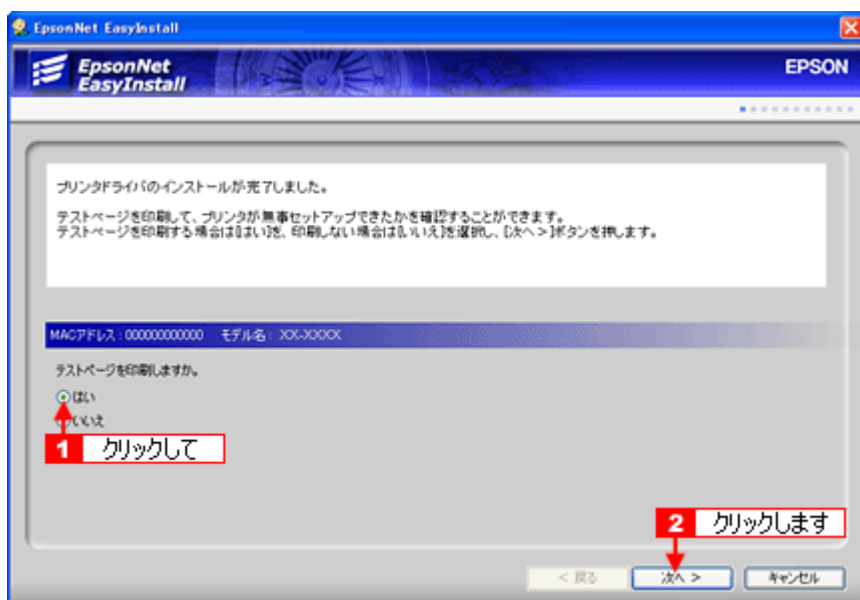 EpsonNet EasyInstall
EpsonNet
EasyInstall
EPSON
プリンタドライバのインストールが完了しました。
テストページを印刷して、プリンタが無事セットアップできたかを確認することができます。
テストページを印刷する場合は[はい]を、印刷しない場合は[いいえ]を選択し、[次へ＞]ボタンを押します。
MACアドレス：000000000000 モデル名： XX-XXXX
テストページを印刷しますか。
はい
いいえ
1 クリックして
2 クリックします
< 戻る
次へ >
キャンセル